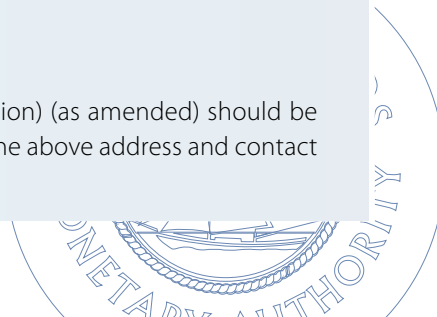 ion) (as amended) should be
he above address and contact
ONETARY AUTHORITY S